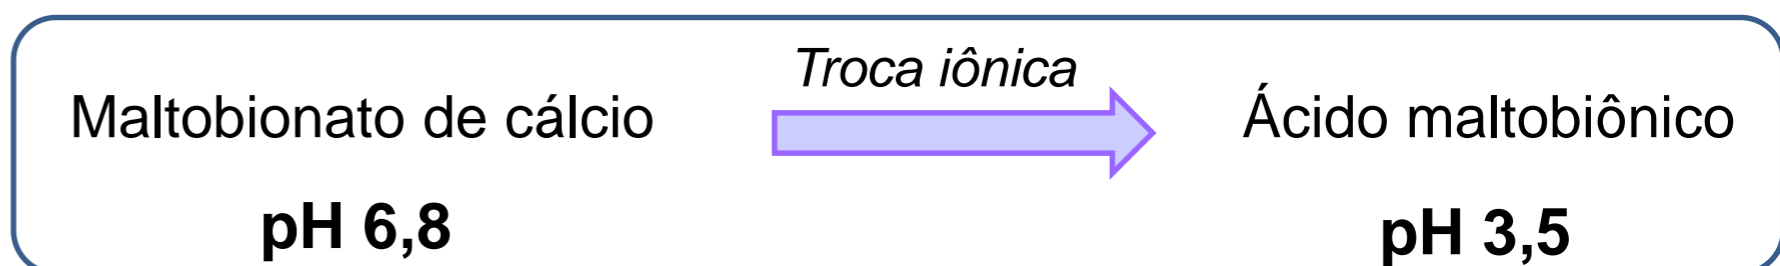 Troca iônica
Maltobionato de cálcio
Ácido maltobiônico
pH 6,8
pH 3,5